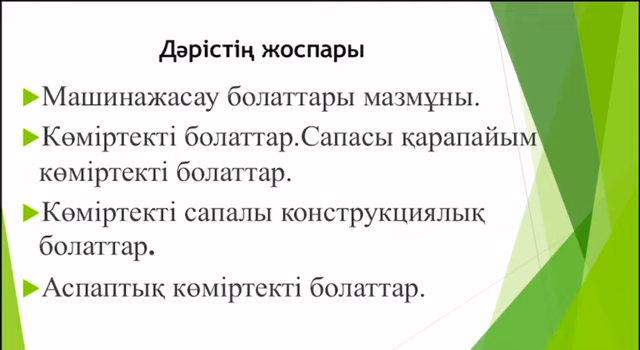 Дәрістің жоспары
Машинажасау болаттары мазмұны.
Көміртекті болаттар.Сапасы қарапайым
көміртекті болаттар.
Көміртекті сапалы конструкциялық
болаттар.
Аспаптық көміртекті болаттар.